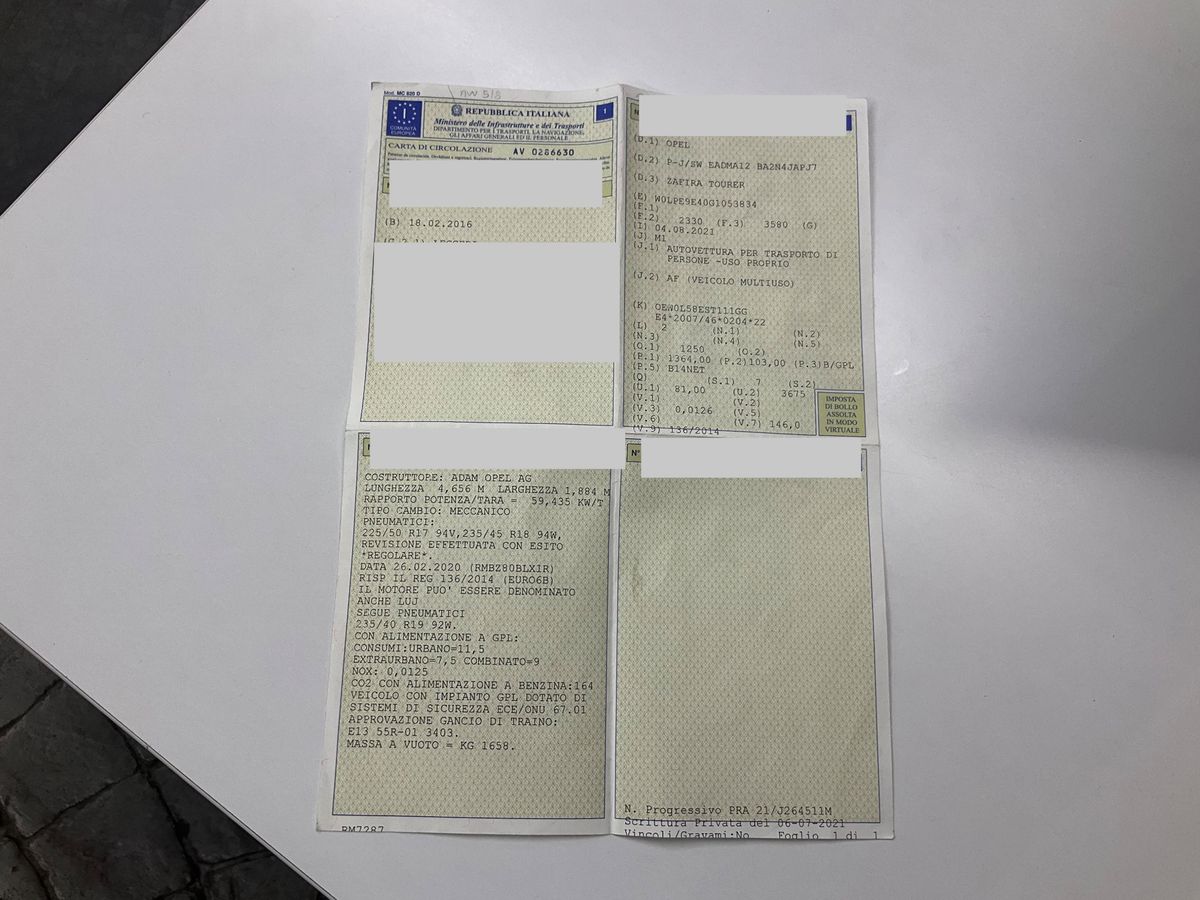 Mod. MC 820 D
AW 5/8
I
COMUNITÀ
EUROPEA
REPUBBLICA ITALIANA
1
Ministero delle Infrastrutture e dei Trasporti
DIPARTIMENTO PER I TRASPORTI, LA NAVIGAZIONE,
GLI AFFARI GENERALI ED IL PERSONALE
CARTA DI CIRCOLAZIONE AV 0286630
(B) 18.02.2016
(D.1) OPEL
(D.2) P-J/SW EADMA12 BA2N4JAPJ7
(D.3) ZAFIRA TOURER
(E) W0LPE9E40G1053834
(F.1)
(F.2) 2330 (F.3) 3580 (G)
(I) 04.08.2021
(J) M1
(J.1) AUTOVETTURA PER TRASPORTO DI
PERSONE -USO PROPRIO
(J.2) AF (VEICOLO MULTIUSO)
(K) OEW0L58EST111GG
E4*2007/46*0204*22
(L) 2 (N.1) (N.2)
(N.3) (N.4) (N.5)
(O.1) 1250 (O.2)
(P.1) 1364,00 (P.2)103,00 (P.3)B/GPL
(P.5) B14NET
(Q) (S.1) 7 (S.2)
(U.1) 81,00 (U.2) 3675
(V.1) (V.2)
(V.3) 0,0126 (V.5)
(V.6) (V.7) 146,0
(V.9) 136/2014
IMPOSTA
DI BOLLO
ASSOLTA
IN MODO
VIRTUALE
COSTRUTTORE: ADAM OPEL AG
LUNGHEZZA 4,656 M LARGHEZZA 1,884 M
RAPPORTO POTENZA/TARA = 59,435 KW/T
TIPO CAMBIO: MECCANICO
PNEUMATICI:
225/50 R17 94V,235/45 R18 94W,
REVISIONE EFFETTUATA CON ESITO
*REGOLARE*.
DATA 26.02.2020 (RMBZ80BLXIR)
RISP IL REG 136/2014 (EURO6B)
IL MOTORE PUO' ESSERE DENOMINATO
ANCHE LUJ
SEGUE PNEUMATICI
235/40 R19 92W.
CON ALIMENTAZIONE A GPL:
CONSUMI:URBANO=11,5
EXTRAURBANO=7,5 COMBINATO=9
NOX: 0,0125
CO2 CON ALIMENTAZIONE A BENZINA:164
VEICOLO CON IMPIANTO GPL DOTATO DI
SISTEMI DI SICUREZZA ECE/ONU 67.01
APPROVAZIONE GANCIO DI TRAINO:
E13 55R-01 3403.
MASSA A VUOTO = KG 1658.
RM7287
N°
N. Progressivo PRA 21/J264511M
Scrittura Privata del 06-07-2021
Vincoli/Gravami:No Foglio 1 di 1